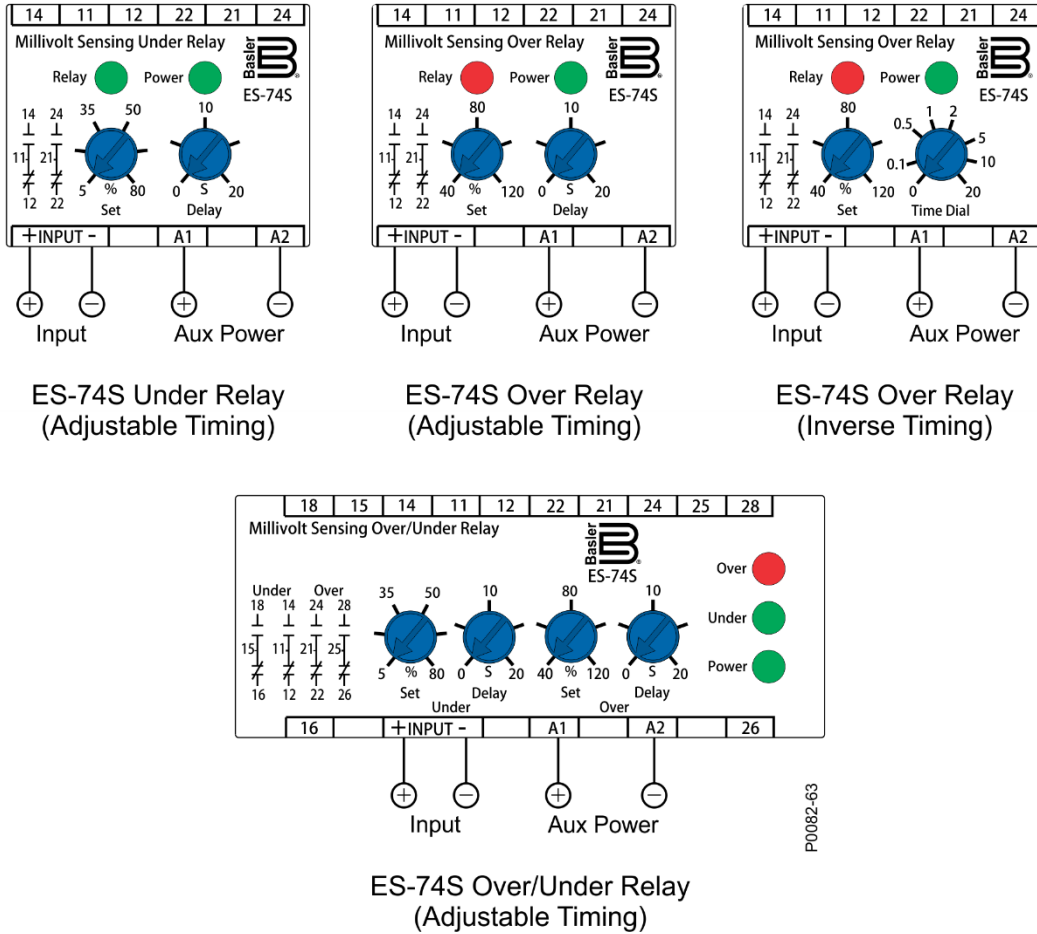 14 11 12 22 21 24
Millivolt Sensing Under Relay
Basler
ES-74S
Relay Power
14 24
11 21
12 22
35 50
5 % 80
Set
10
0 S 20
Delay
+INPUT - A1 A2
+ - + -
Input Aux Power
ES-74S Under Relay
(Adjustable Timing)
14 11 12 22 21 24
Millivolt Sensing Over Relay
Basler
ES-74S
Relay Power
14 24
11 21
12 22
80
40 % 120
Set
10
0 S 20
Delay
+INPUT - A1 A2
+ - + -
Input Aux Power
ES-74S Over Relay
(Adjustable Timing)
14 11 12 22 21 24
Millivolt Sensing Over Relay
Basler
ES-74S
Relay Power
14 24
11 21
12 22
80
40 % 120
Set
1 2
0.5 5
0.1 10
0 20
Time Dial
+INPUT - A1 A2
+ - + -
Input Aux Power
ES-74S Over Relay
(Inverse Timing)
18 15 14 11 12 22 21 24 25 28
Millivolt Sensing Over/Under Relay
Basler
ES-74S
Over
Under
Power
Under Over
18 14 24 28
15 11 21 25
16 12 22 26
35 50
5 % 80
Set
10
0 S 20
Delay
Under
80
40 % 120
Set
10
0 S 20
Delay
Over
16 +INPUT - A1 A2 26
+ - + -
Input Aux Power
P0082-63
ES-74S Over/Under Relay
(Adjustable Timing)